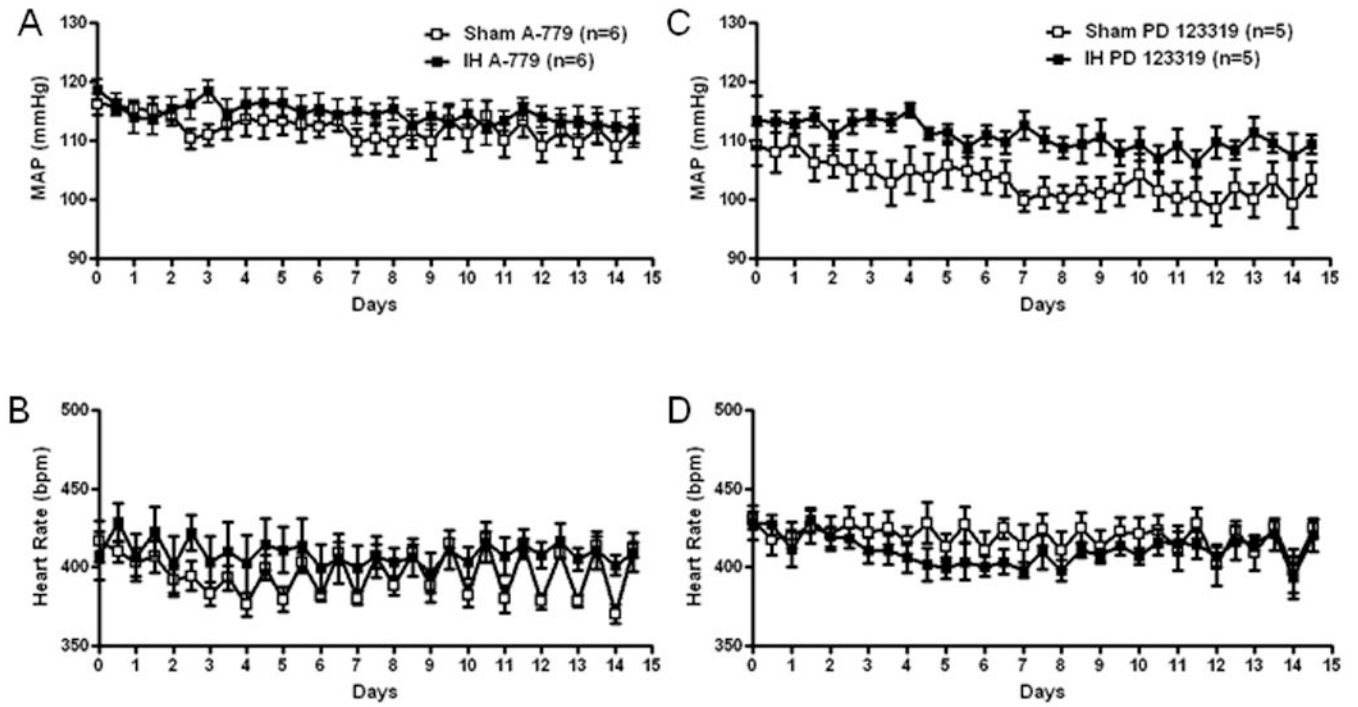 A
MAP (mmHg)
130
120
110
100
90
Sham A-779 (n=6)
IH A-779 (n=6)
0 1 2 3 4 5 6 7 8 9 10 11 12 13 14 15
Days
C
MAP (mmHg)
130
120
110
100
90
Sham PD 123319 (n=5)
IH PD 123319 (n=5)
0 1 2 3 4 5 6 7 8 9 10 11 12 13 14 15
Days
B
Heart Rate (bpm)
500
450
400
350
0 1 2 3 4 5 6 7 8 9 10 11 12 13 14 15
Days
D
Heart Rate (bpm)
500
450
400
350
0 1 2 3 4 5 6 7 8 9 10 11 12 13 14 15
Days